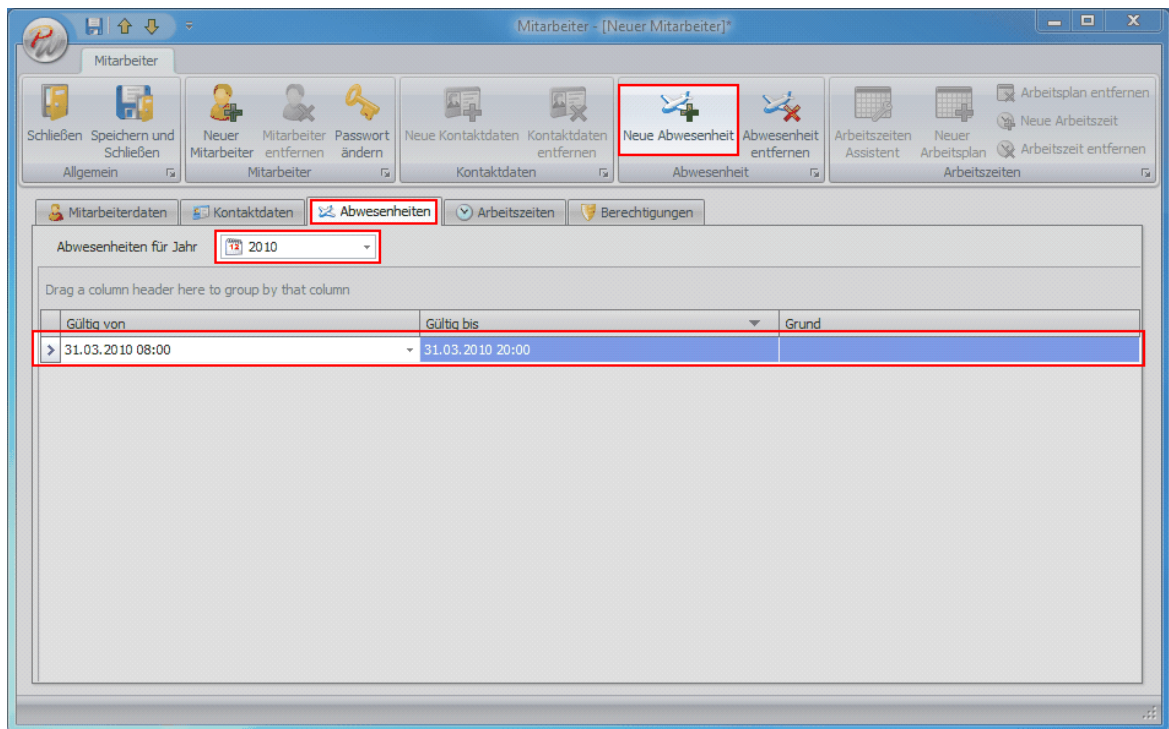 Mitarbeiter - [Neuer Mitarbeiter]*
Mitarbeiter
Schließen
Speichern und
Schließen
Allgemein
Neuer
Mitarbeiter
Mitarbeiter
entfernen
Passwort
ändern
Mitarbeiter
Neue Kontaktdaten
Kontaktdaten
entfernen
Kontaktdaten
Neue Abwesenheit
Abwesenheit
entfernen
Abwesenheit
Arbeitszeiten
Assistent
Neuer
Arbeitsplan
Arbeitsplan entfernen
Neue Arbeitszeit
Arbeitszeit entfernen
Arbeitszeiten
Mitarbeiterdaten
Kontaktdaten
Abwesenheiten
Arbeitszeiten
Berechtigungen
Abwesenheiten für Jahr
12 2010
Drag a column header here to group by that column
Gültig von
Gültig bis
Grund
31.03.2010 08:00
31.03.2010 20:00